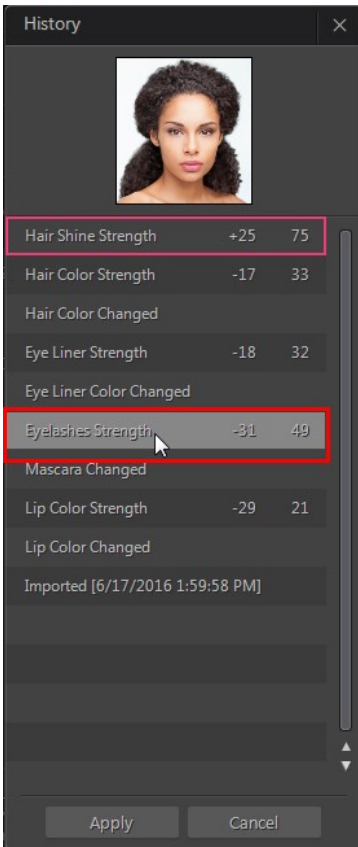 History
Hair Shine Strength +25 75
Hair Color Strength -17 33
Hair Color Changed
Eye Liner Strength -18 32
Eye Liner Color Changed
Eyelashes Strength -31 49
Mascara Changed
Lip Color Strength -29 21
Lip Color Changed
Imported [6/17/2016 1:59:58 PM]
Apply Cancel